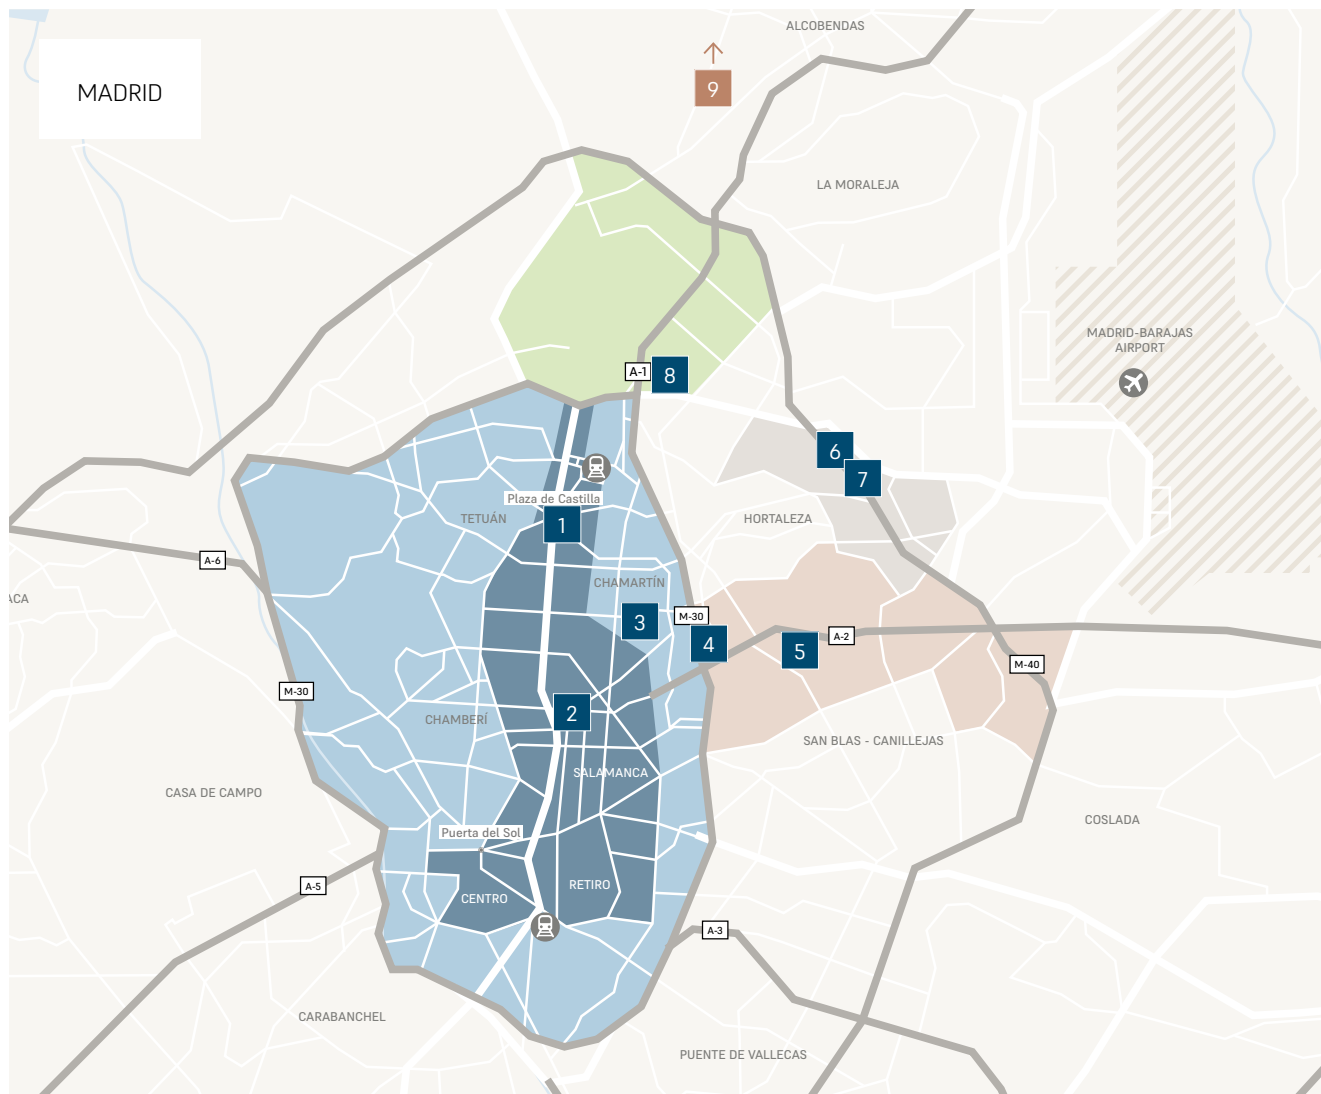 ALCOBENDAS
9
MADRID
LA MORALEJA
MADRID-BARAJAS
AIRPORT
A-1
8
6
7
Plaza de Castilla
TETUÁN
1
HORTALEZA
A-6
CHAMARTÍN
ACA
M-30
3
4
A-2
5
M-40
M-30
2
CHAMBERÍ
SAN BLAS - CANILLEJAS
SALAMANCA
CASA DE CAMPO
COSLADA
Puerta del Sol
A-5
RETIRO
CENTRO
A-3
CARABANCHEL
PUENTE DE VALLECAS